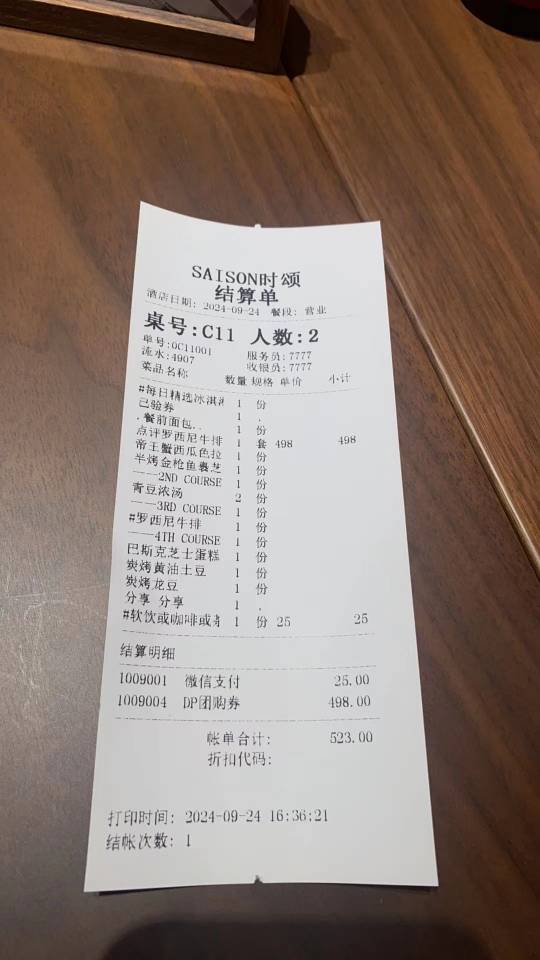 SAISON时颂
结算单
酒店日期: 2024-09-24 餐段: 营业
桌号:C11 人数:2
单号:0C11001 服务员:7777
流水:4907 收银员:7777
菜品名称 数量 规格 单价 小计
#每日精选冰淇淋 1 份
已验券 1 .
.餐前面包.. 1 份
点评罗西尼牛排 1 套 498 498
帝王蟹西瓜色拉 1 份
半烤金枪鱼裹芝 1 份
——2ND COURSE 1 份
青豆浓汤 2 份
——3RD COURSE 1 份
#罗西尼牛排 1 份
——4TH COURSE 1 份
巴斯克芝士蛋糕 1 份
炭烤黄油土豆 1 份
炭烤龙豆 1 份
分享 分享 1 .
#软饮或咖啡或 1 份 25 25
结算明细
1009001 微信支付 25.00
1009004 DP团购券 498.00
帐单合计: 523.00
折扣代码:
打印时间: 2024-09-24 16:36:21
结帐次数: 1